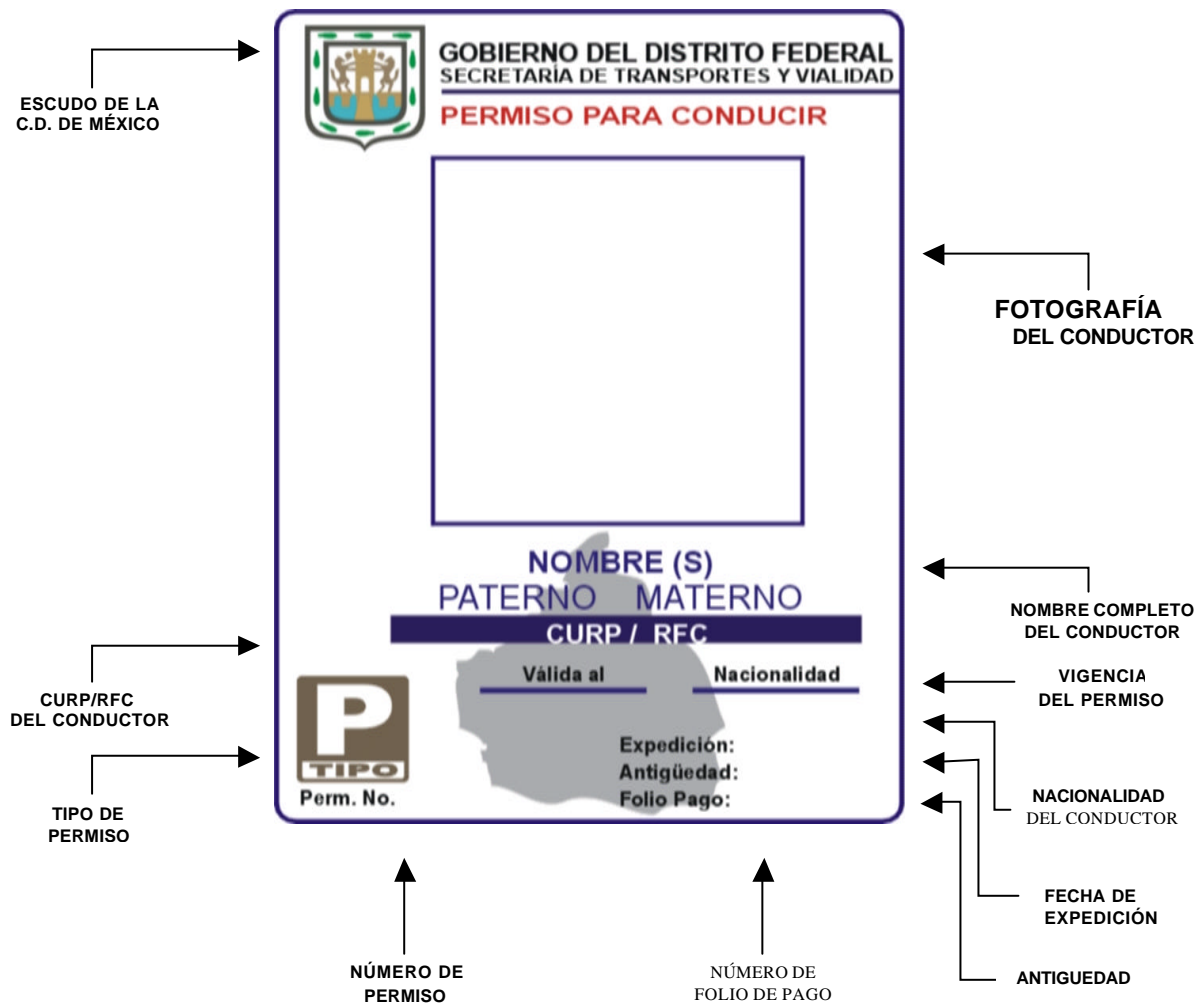 GOBIERNO DEL DISTRITO FEDERAL
SECRETARÍA DE TRANSPORTES Y VIALIDAD
PERMISO PARA CONDUCIR
ESCUDO DE LA
C.D. DE MÉXICO
FOTOGRAFÍA
DEL CONDUCTOR
NOMBRE (S)
PATERNO MATERNO
CURP / RFC
NOMBRE COMPLETO
DEL CONDUCTOR
Válida al
Nacionalidad
CURP/RFC
DEL CONDUCTOR
VIGENCIA
DEL PERMISO
P
TIPO
Perm. No.
Expedición:
Antigüedad:
Folio Pago:
TIPO DE
PERMISO
NACIONALIDAD
DEL CONDUCTOR
FECHA DE
EXPEDICIÓN
NÚMERO DE
PERMISO
NÚMERO DE
FOLIO DE PAGO
ANTIGUEDAD